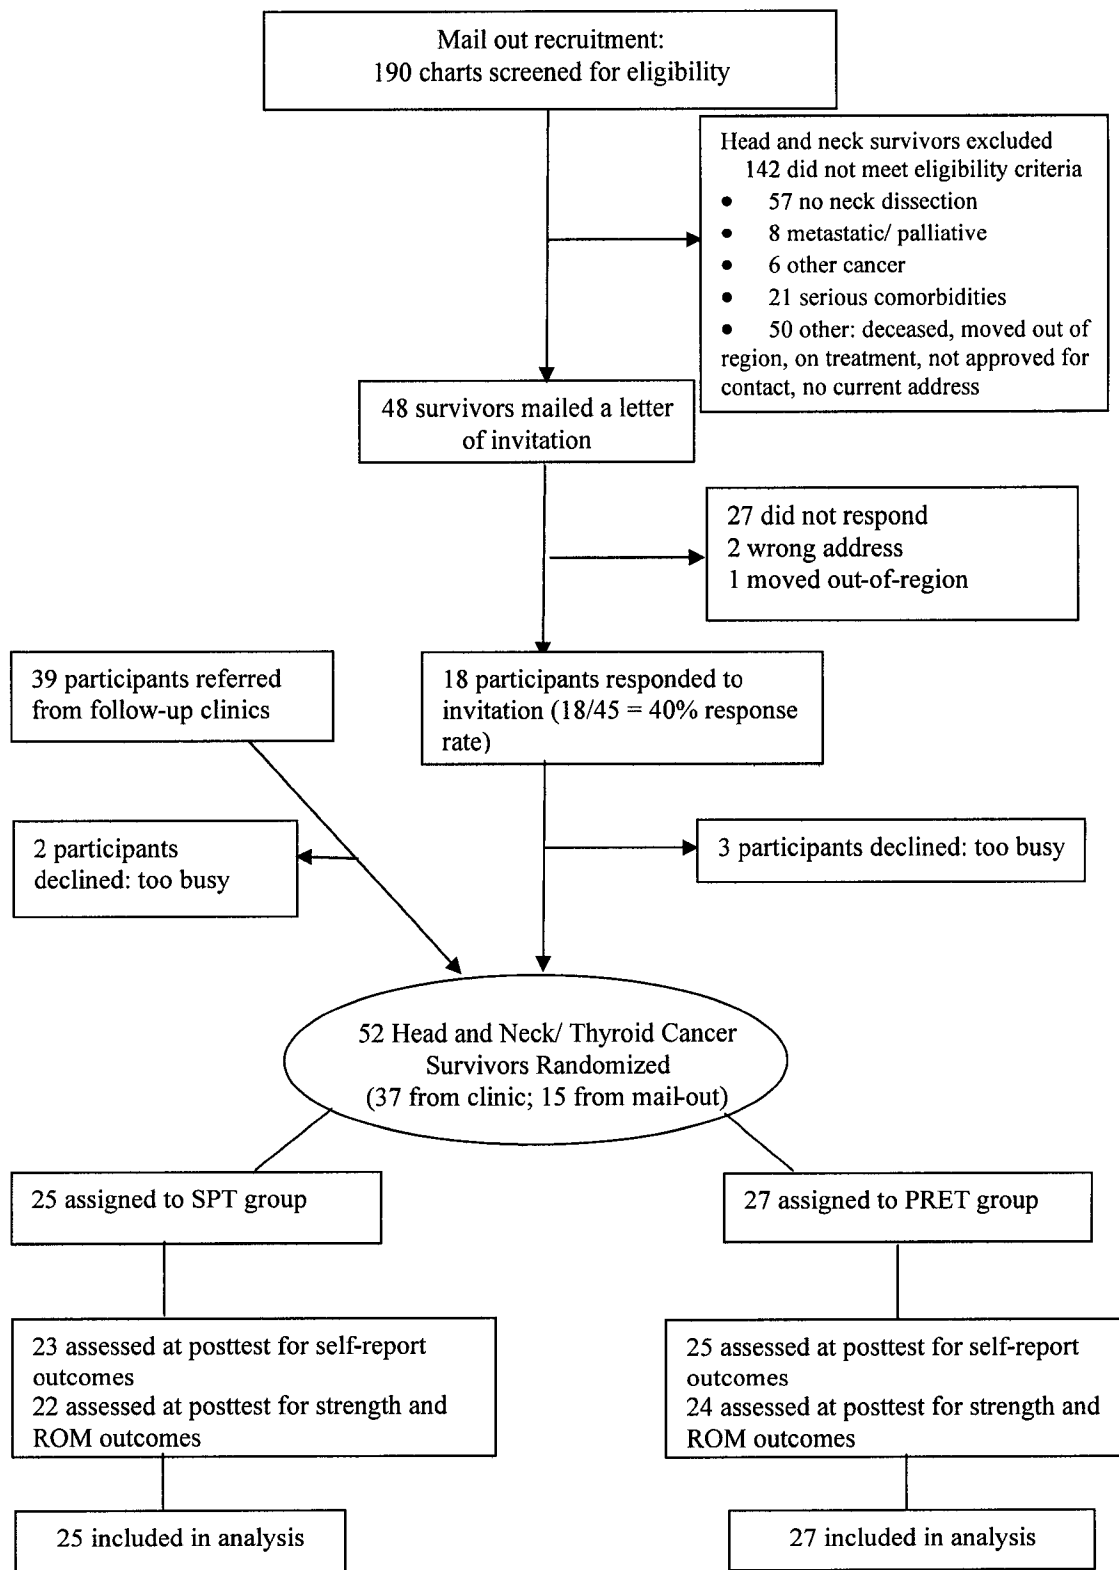 Mail out recruitment:
190 charts screened for eligibility
Head and neck survivors excluded
142 did not meet eligibility criteria
• 57 no neck dissection
• 8 metastatic/ palliative
• 6 other cancer
• 21 serious comorbidities
• 50 other: deceased, moved out of
region, on treatment, not approved for
contact, no current address
48 survivors mailed a letter
of invitation
27 did not respond
2 wrong address
1 moved out-of-region
39 participants referred
from follow-up clinics
18 participants responded to
invitation (18/45 = 40% response
rate)
2 participants
declined: too busy
3 participants declined: too busy
52 Head and Neck/ Thyroid Cancer
Survivors Randomized
(37 from clinic; 15 from mail-out)
25 assigned to SPT group
27 assigned to PRET group
23 assessed at posttest for self-report
outcomes
22 assessed at posttest for strength and
ROM outcomes
25 assessed at posttest for self-report
outcomes
24 assessed at posttest for strength and
ROM outcomes
25 included in analysis
27 included in analysis